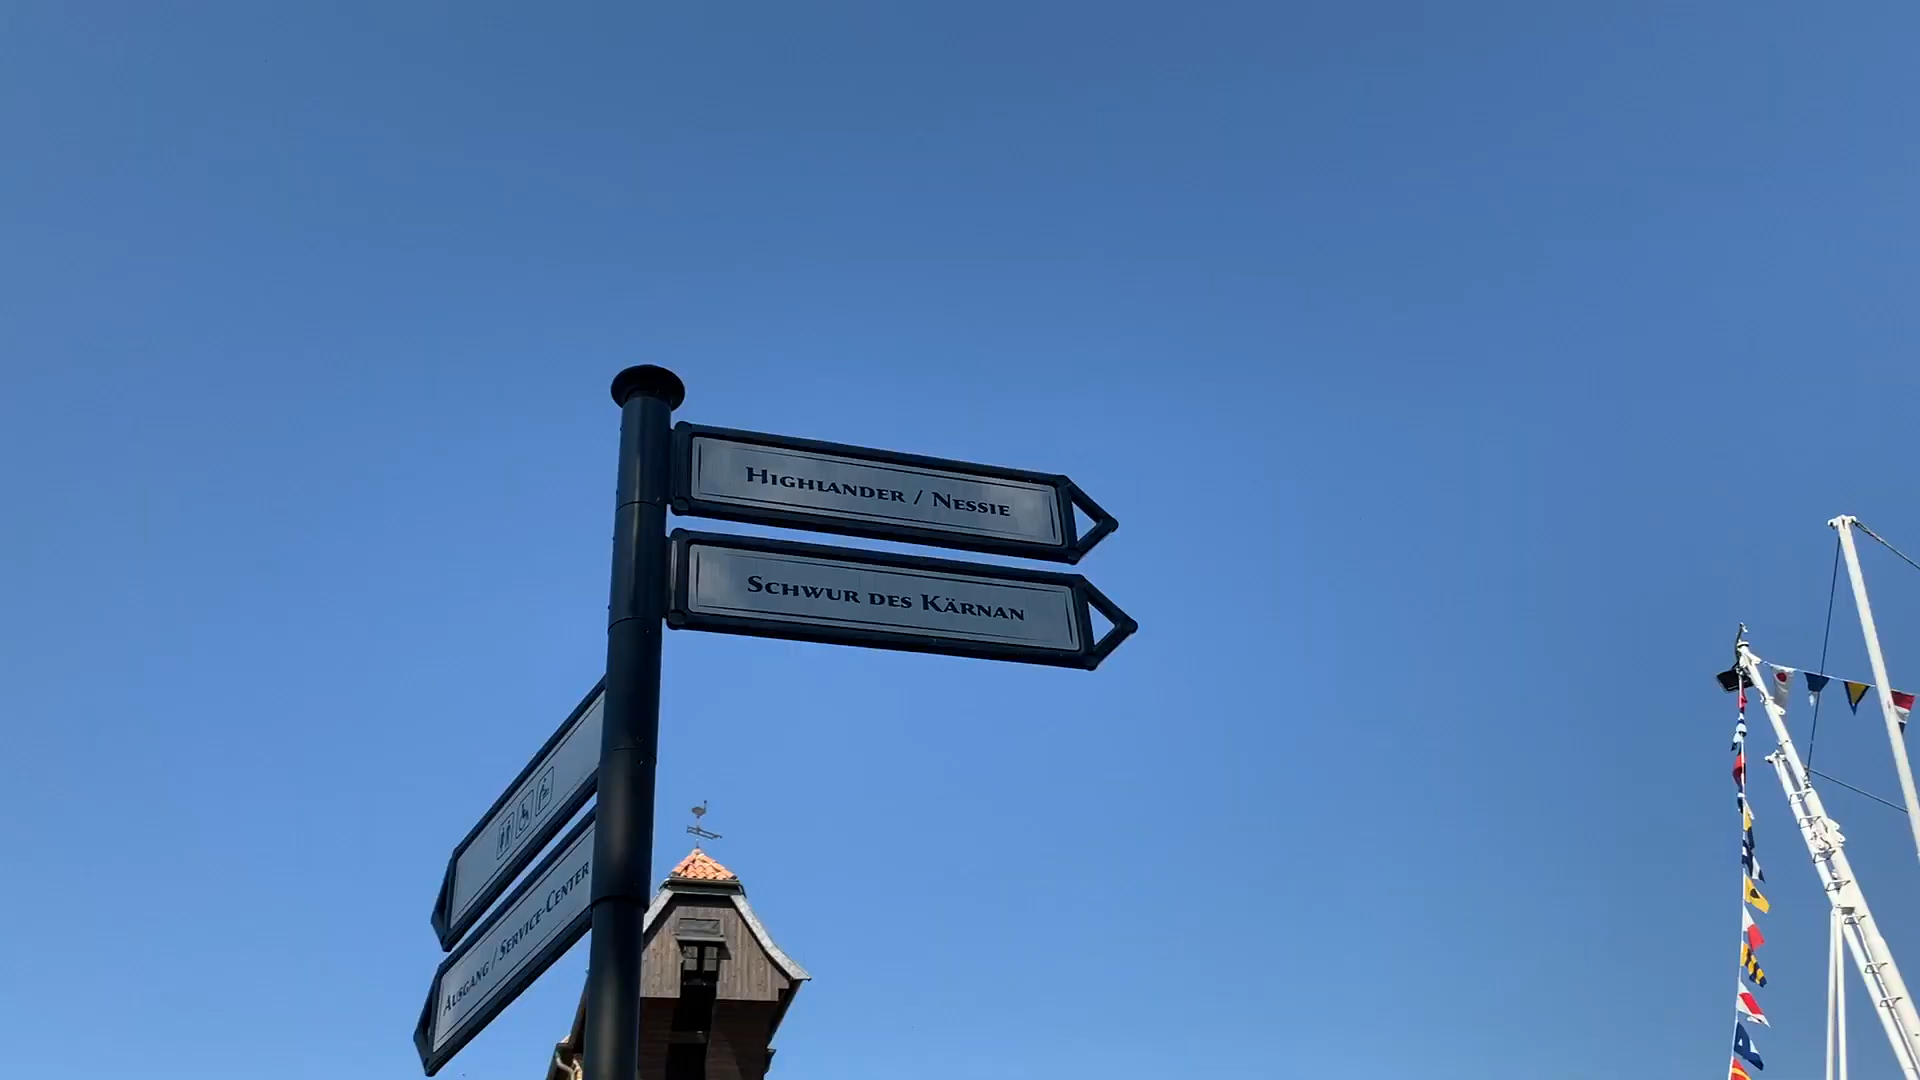 Highlander / Nessie
Schwur des Kärnan
Ausgang / Service-Center